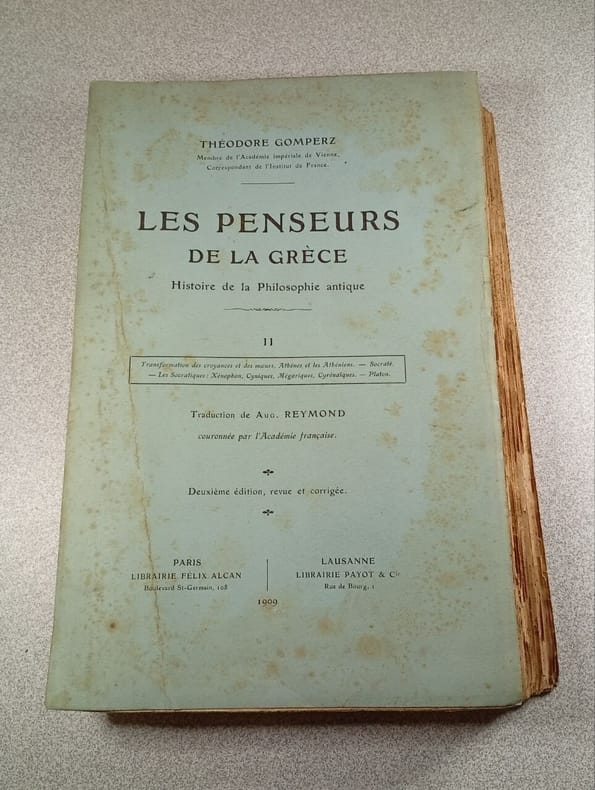 THÉODORE GOMPERZ
Membre de l'Académie impériale de Vienne,
Correspondant de l'Institut de France.
LES PENSEURS
DE LA GRÈCE
Histoire de la Philosophie antique
II
Transformation des croyances et des mœurs. Athènes et les Athéniens. — Socrate.
— Les Socratiques: Xénophon, Cyniques, Mégariques, Cyrénaïques. — Platon.
Traduction de AUG. REYMOND
couronnée par l'Académie française.
Deuxième édition, revue et corrigée.
PARIS
LIBRAIRIE FÉLIX ALCAN
Boulevard St-Germain, 108
LAUSANNE
LIBRAIRIE PAYOT & Cie
Rue de Bourg, 1
1909